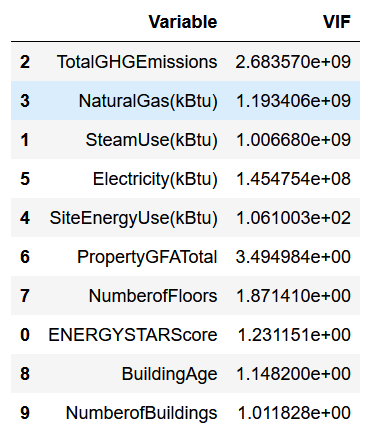 Variable VIF
2 TotalGHGEmissions 2.683570e+09
3 NaturalGas(kBtu) 1.193406e+09
1 SteamUse(kBtu) 1.006680e+09
5 Electricity(kBtu) 1.454754e+08
4 SiteEnergyUse(kBtu) 1.061003e+02
6 PropertyGFATotal 3.494984e+00
7 NumberofFloors 1.871410e+00
0 ENERGYSTARScore 1.231151e+00
8 BuildingAge 1.148200e+00
9 NumberofBuildings 1.011828e+00